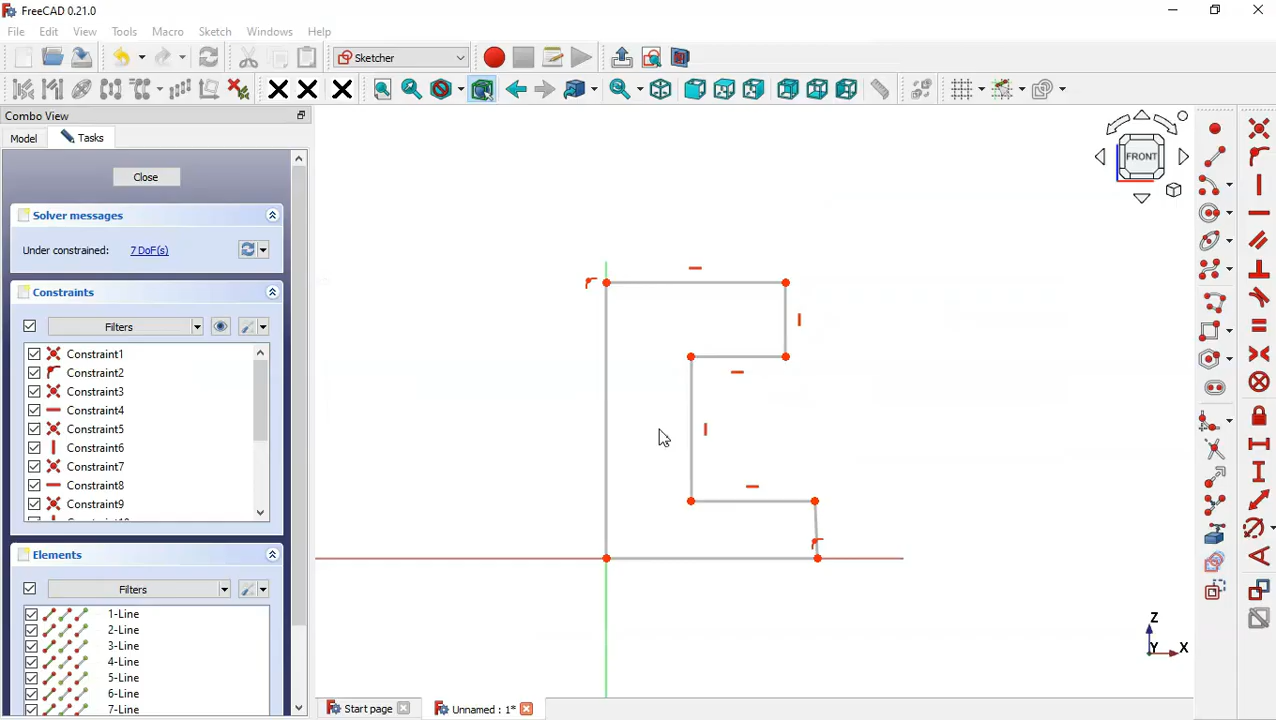 FreeCAD 0.21.0
File Edit View Tools Macro Sketch Windows Help
Sketcher
Combo View
Model Tasks
Close
Solver messages
Under constrained: 7 DoF(s)
Constraints
Filters
Constraint1
Constraint2
Constraint3
Constraint4
Constraint5
Constraint6
Constraint7
Constraint8
Constraint9
Elements
Filters
1-Line
2-Line
3-Line
4-Line
5-Line
6-Line
7-Line
FRONT
Z
Y X
Start page Unnamed : 1*